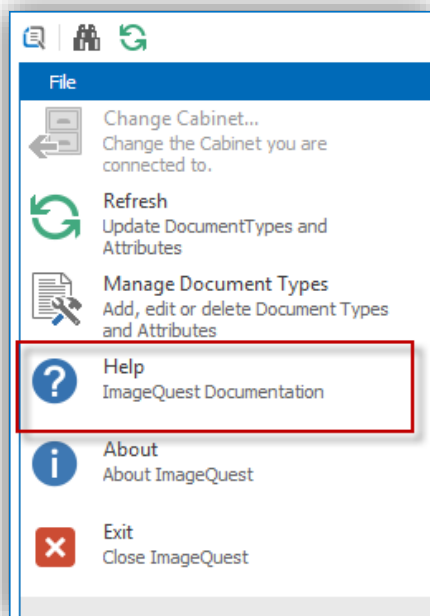 File
Change Cabinet...
Change the Cabinet you are
connected to.
Refresh
Update DocumentTypes and
Attributes
Manage Document Types
Add, edit or delete Document Types
and Attributes
Help
ImageQuest Documentation
About
About ImageQuest
Exit
Close ImageQuest